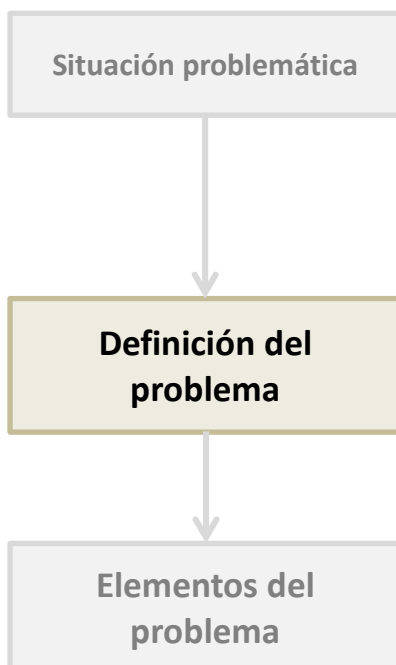 Situación problemática
Definición del
problema
Elementos del
problema